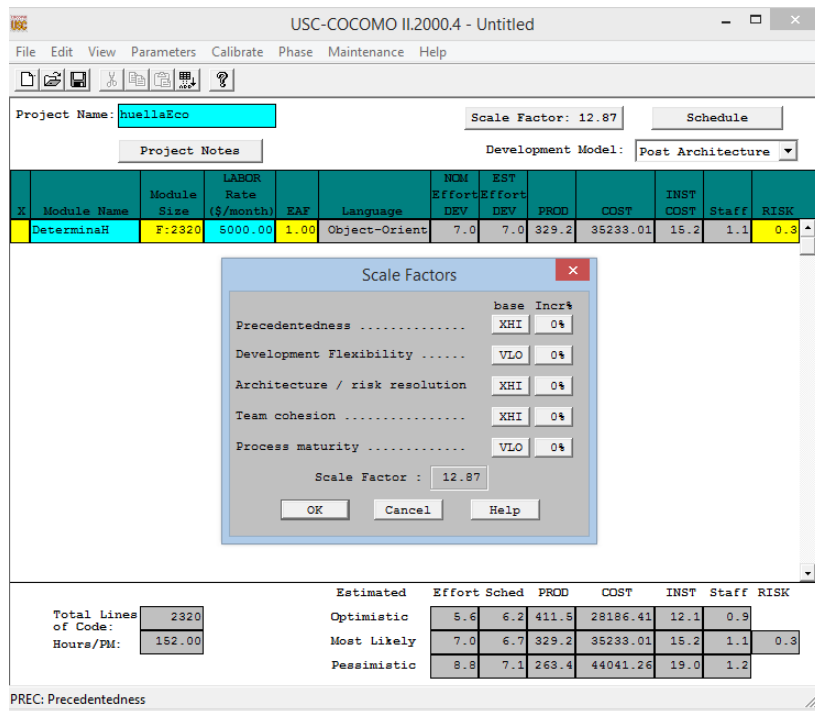 USC
USC-COCOMO II.2000.4 - Untitled
File Edit View Parameters Calibrate Phase Maintenance Help
Project Name: huellaEco
Scale Factor: 12.87
Schedule
Project Notes
Development Model: Post Architecture
X Module Name Module Size LABOR Rate ($/month) EAF Language NOM Effort DEV EST Effort DEV PROD COST INST COST Staff RISK
DeterminaH F:2320 5000.00 1.00 Object-Orient 7.0 7.0 329.2 35233.01 15.2 1.1 0.3
Scale Factors
base Incr%
Precedentedness .............. XHI 0%
Development Flexibility ...... VLO 0%
Architecture / risk resolution XHI 0%
Team cohesion ................ XHI 0%
Process maturity ............. VLO 0%
Scale Factor : 12.87
OK Cancel Help
Estimated Effort Sched PROD COST INST Staff RISK
Total Lines of Code: 2320
Optimistic 5.6 6.2 411.5 28186.41 12.1 0.9
Hours/PM: 152.00
Most Likely 7.0 6.7 329.2 35233.01 15.2 1.1 0.3
Pessimistic 8.8 7.1 263.4 44041.26 19.0 1.2
PREC: Precedentedness